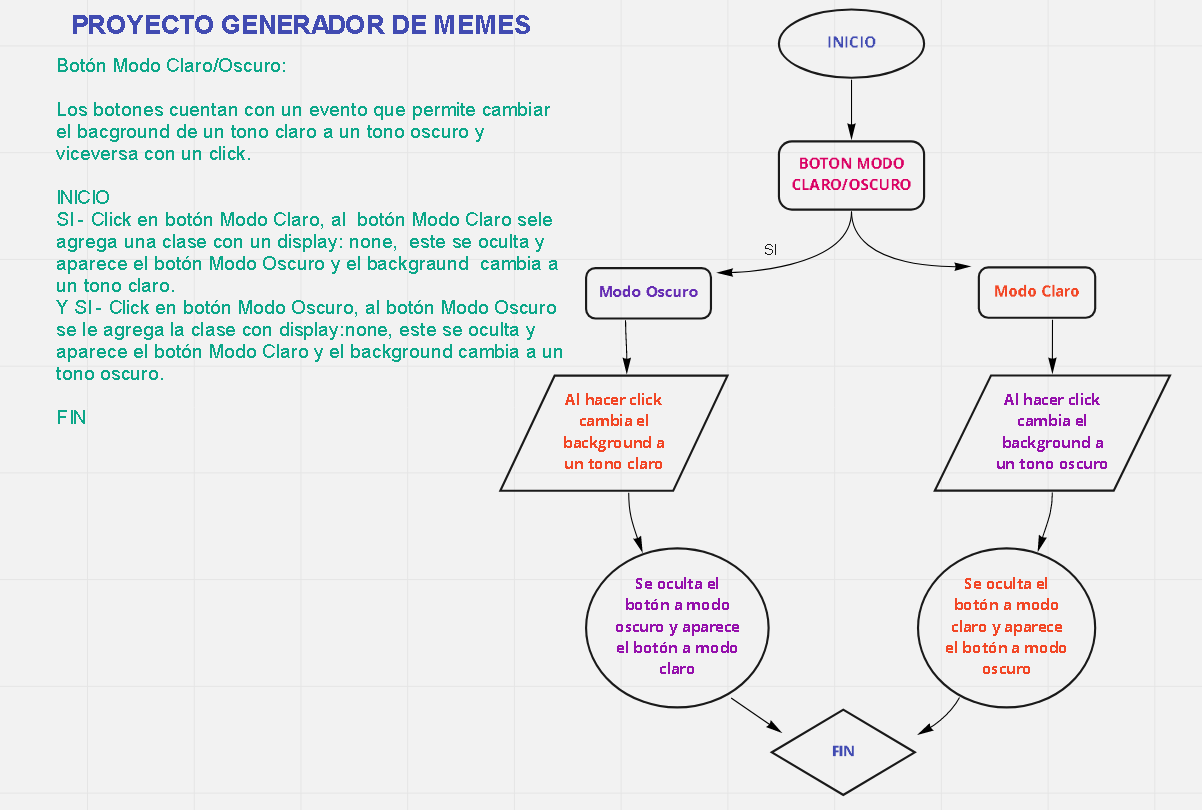 PROYECTO GENERADOR DE MEMES
Botón Modo Claro/Oscuro:
Los botones cuentan con un evento que permite cambiar
el bacground de un tono claro a un tono oscuro y
viceversa con un click.
INICIO
SI - Click en botón Modo Claro, al botón Modo Claro sele
agrega una clase con un display: none, este se oculta y
aparece el botón Modo Oscuro y el backgraund cambia a
un tono claro.
Y SI - Click en botón Modo Oscuro, al botón Modo Oscuro
se le agrega la clase con display:none, este se oculta y
aparece el botón Modo Claro y el background cambia a un
tono oscuro.
FIN
INICIO
BOTON MODO
CLARO/OSCURO
SI
Modo Oscuro
Modo Claro
Al hacer click
cambia el
background a
un tono claro
Al hacer click
cambia el
background a
un tono oscuro
Se oculta el
botón a modo
oscuro y aparece
el botón a modo
claro
Se oculta el
botón a modo
claro y aparece
el botón a modo
oscuro
FIN